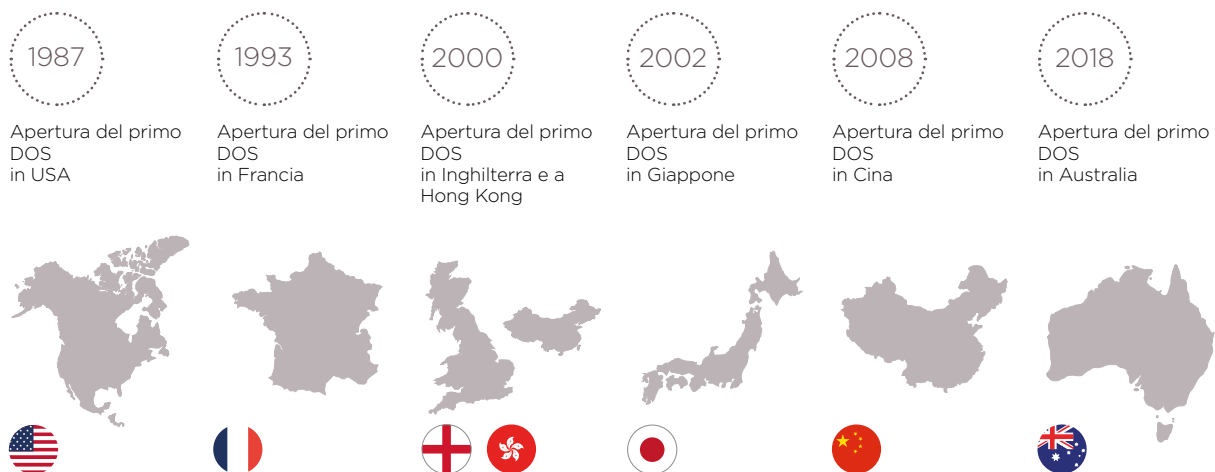 1987
Apertura del primo
DOS
in USA
1993
Apertura del primo
DOS
in Francia
2000
Apertura del primo
DOS
in Inghilterra e a
Hong Kong
2002
Apertura del primo
DOS
in Giappone
2008
Apertura del primo
DOS
in Cina
2018
Apertura del primo
DOS
in Australia